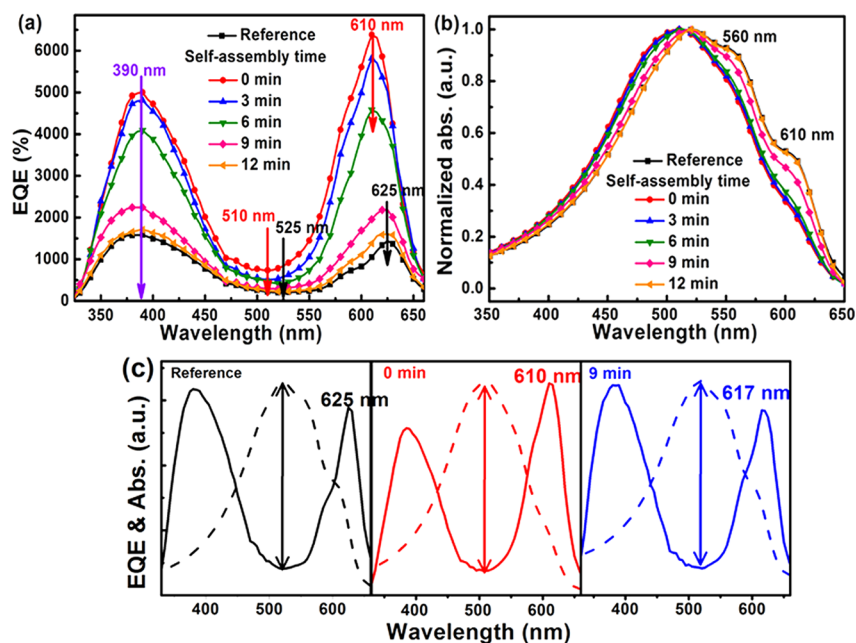 (a)
390 nm
610 nm
Reference
Self-assembly time
0 min
3 min
6 min
9 min
12 min
510 nm
525 nm
625 nm
EQE (%)
6000
5000
4000
3000
2000
1000
0
350 400 450 500 550 600 650
Wavelength (nm)
(b)
560 nm
610 nm
Reference
Self-assembly time
0 min
3 min
6 min
9 min
12 min
Normalized abs. (a.u.)
1.0
0.8
0.6
0.4
0.2
0.0
350 400 450 500 550 600 650
Wavelength (nm)
(c)
Reference
625 nm
0 min
610 nm
9 min
617 nm
EQE & Abs. (a.u.)
400 500 600 400 500 600 400 500 600
Wavelength (nm)